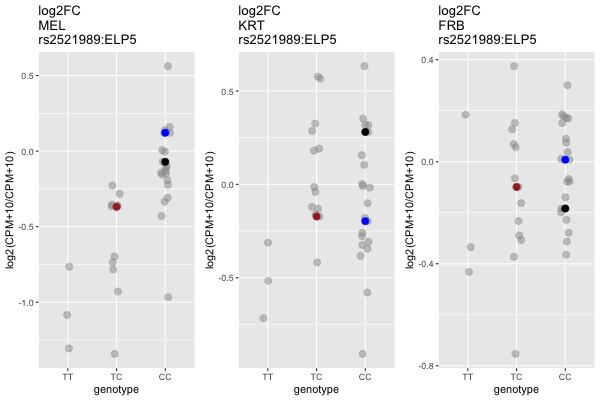 log2FC
MEL
rs2521989:ELP5
log2(CPM+10/CPM+10)
0.5
0.0
-0.5
-1.0
TT
TC
CC
genotype
log2FC
KRT
rs2521989:ELP5
log2(CPM+10/CPM+10)
0.5
0.0
-0.5
TT
TC
CC
genotype
log2FC
FRB
rs2521989:ELP5
log2(CPM+10/CPM+10)
0.4
0.0
-0.4
-0.8
TT
TC
CC
genotype